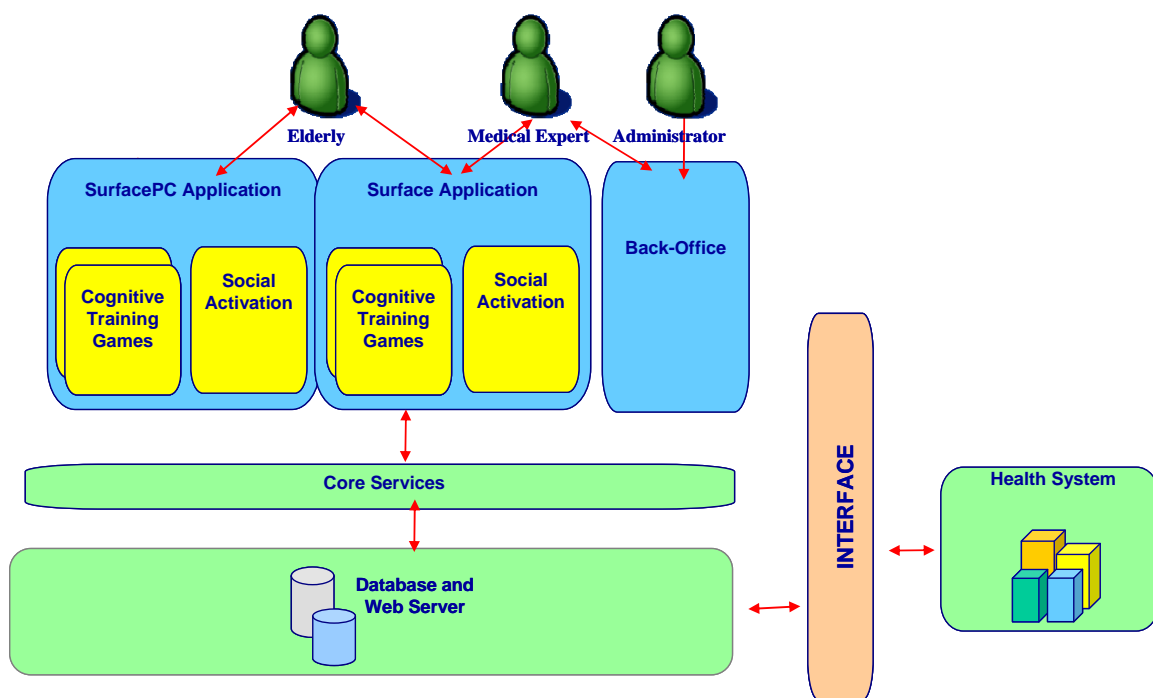 Elderly
Medical Expert
Administrator
SurfacePC Application
Surface Application
Back-Office
Cognitive
Training
Games
Social
Activation
Cognitive
Training
Games
Social
Activation
Core Services
Database and
Web Server
INTERFACE
Health System